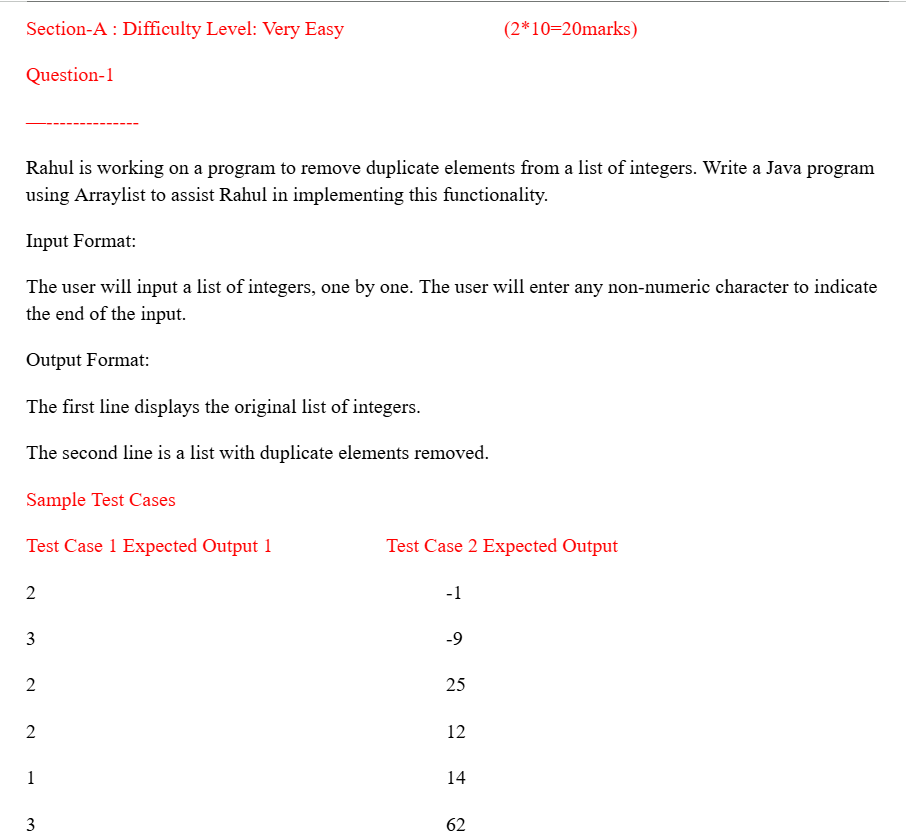 Section-A : Difficulty Level: Very Easy (2*10=20marks)
Question-1
—--------------
Rahul is working on a program to remove duplicate elements from a list of integers. Write a Java program
using Arraylist to assist Rahul in implementing this functionality.
Input Format:
The user will input a list of integers, one by one. The user will enter any non-numeric character to indicate
the end of the input.
Output Format:
The first line displays the original list of integers.
The second line is a list with duplicate elements removed.
Sample Test Cases
Test Case 1 Expected Output 1 Test Case 2 Expected Output
2 -1
3 -9
2 25
2 12
1 14
3 62